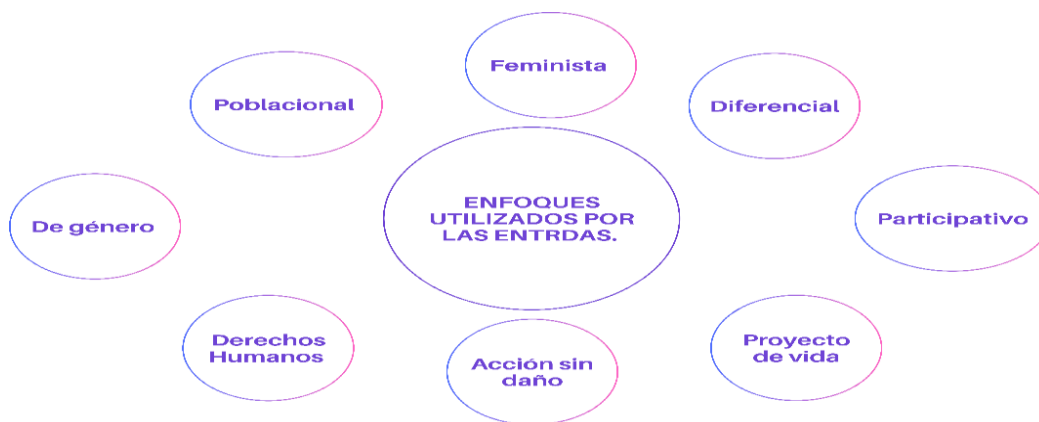 Feminista
Poblacional
Diferencial
ENFOQUES
UTILIZADOS POR
LAS ENTRDAS.
De género
Participativo
Derechos
Humanos
Acción sin
daño
Proyecto
de vida